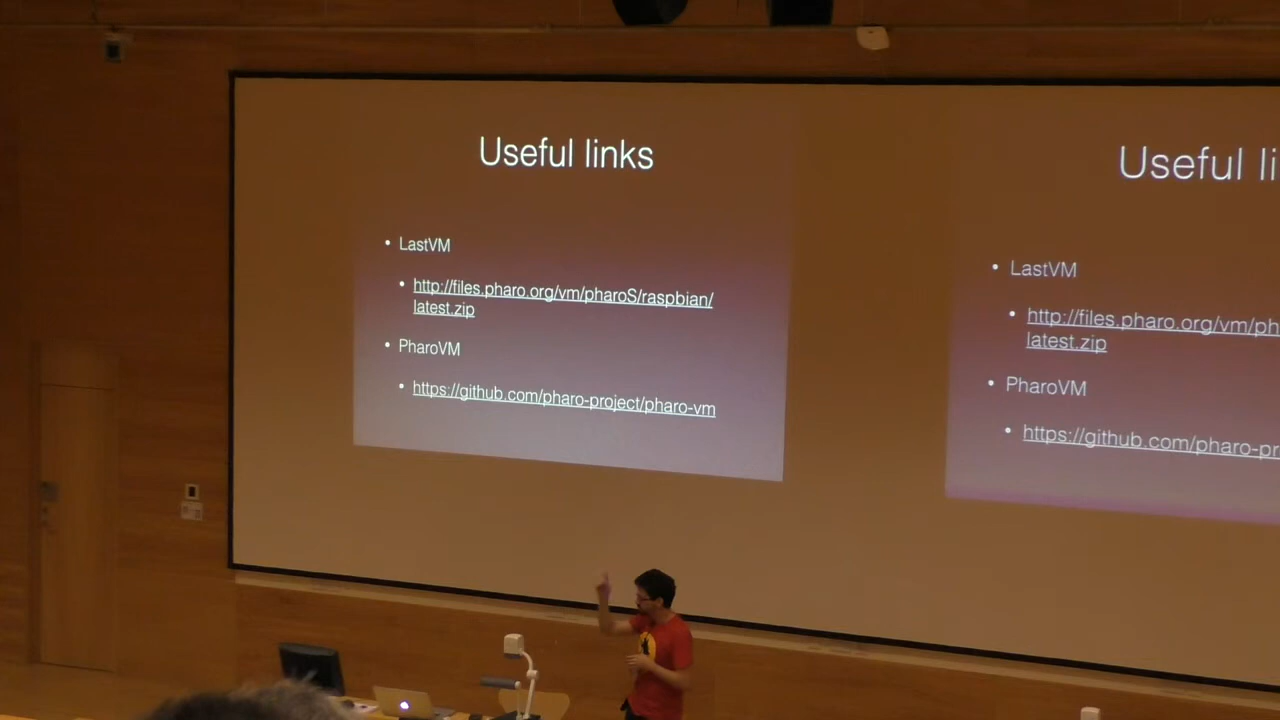 Useful links
• LastVM
• http://files.pharo.org/vm/pharoS/raspbian/
latest.zip
• PharoVM
• https://github.com/pharo-project/pharo-vm
Useful li
• LastVM
• http://files.pharo.org/vm/ph
latest.zip
• PharoVM
• https://github.com/pharo-pr